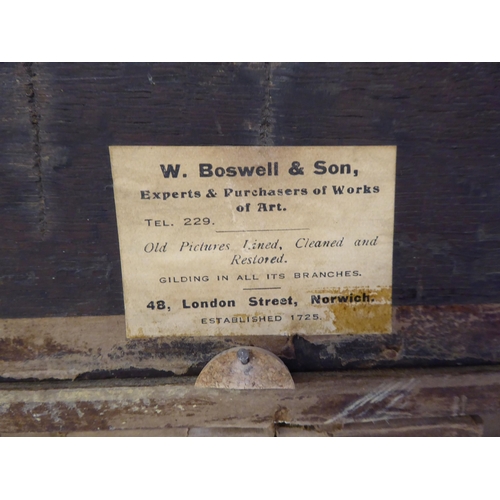 W. Boswell & Son,
Experts & Purchasers of Works
of Art.
TEL. 229.
Old Pictures Lined, Cleaned and
Restored.
GILDING IN ALL ITS BRANCHES.
48, London Street, Norwich.
ESTABLISHED 1725.